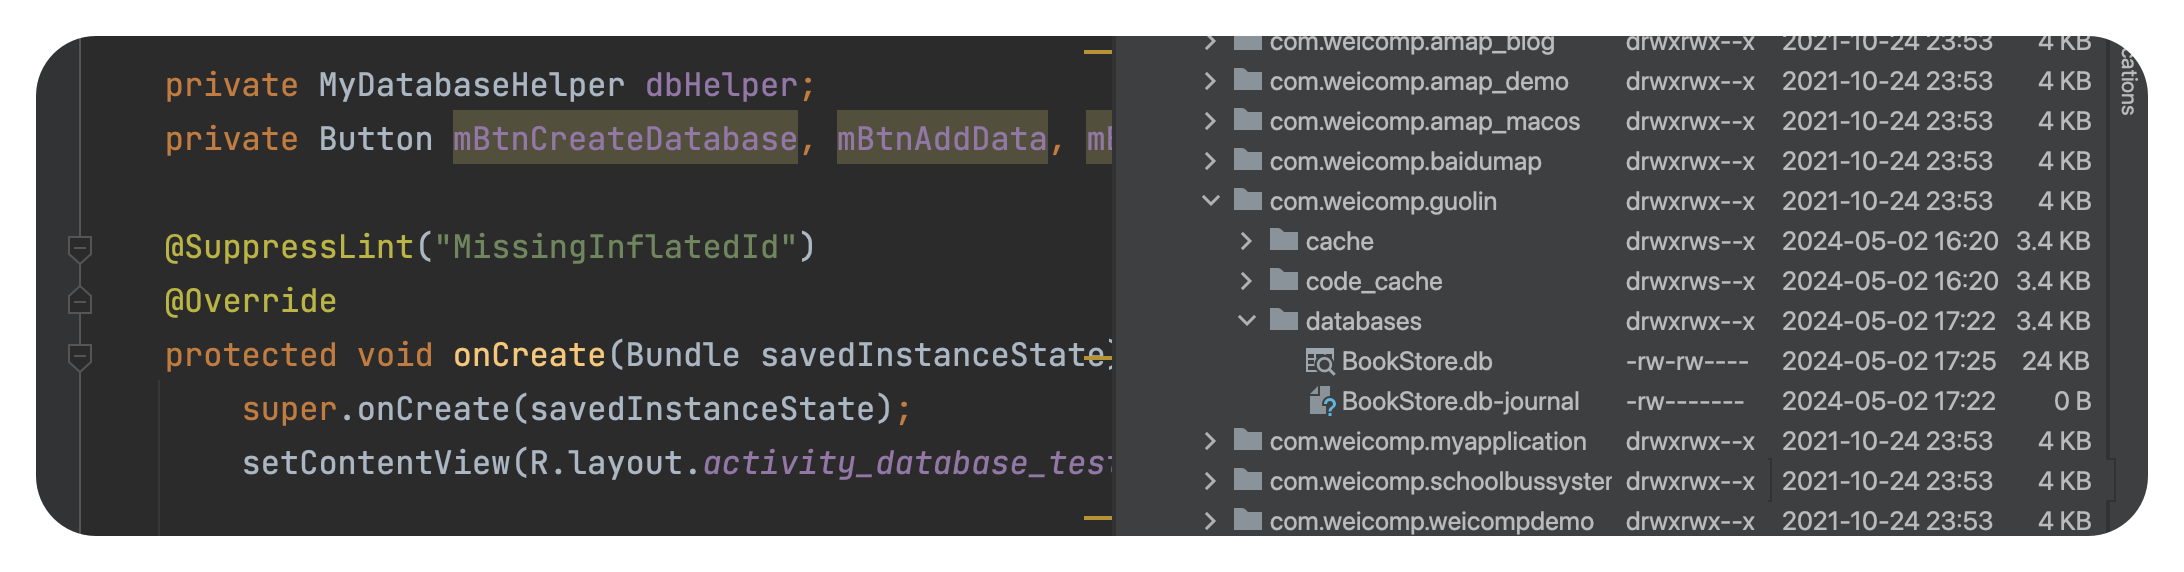 private MyDatabaseHelper dbHelper;
private Button mBtnCreateDatabase, mBtnAddData,
@SuppressLint("MissingInflatedId")
@Override
protected void onCreate(Bundle savedInstanceState)
super.onCreate(savedInstanceState);
setContentView(R.layout.activity_database_test
com.weicomp.amap_blog drwxrwx--x 2021-10-24 23:53 4 KB
com.weicomp.amap_demo drwxrwx--x 2021-10-24 23:53 4 KB
com.weicomp.amap_macos drwxrwx--x 2021-10-24 23:53 4 KB
com.weicomp.baidumap drwxrwx--x 2021-10-24 23:53 4 KB
com.weicomp.guolin drwxrwx--x 2021-10-24 23:53 4 KB
cache drwxrws--x 2024-05-02 16:20 3.4 KB
code_cache drwxrws--x 2024-05-02 16:20 3.4 KB
databases drwxrwx--x 2024-05-02 17:22 3.4 KB
BookStore.db -rw-rw---- 2024-05-02 17:25 24 KB
BookStore.db-journal -rw------- 2024-05-02 17:22 0 B
com.weicomp.myapplication drwxrwx--x 2021-10-24 23:53 4 KB
com.weicomp.schoolbussyster drwxrwx--x 2021-10-24 23:53 4 KB
com.weicomp.weicompdemo drwxrwx--x 2021-10-24 23:53 4 KB
cations